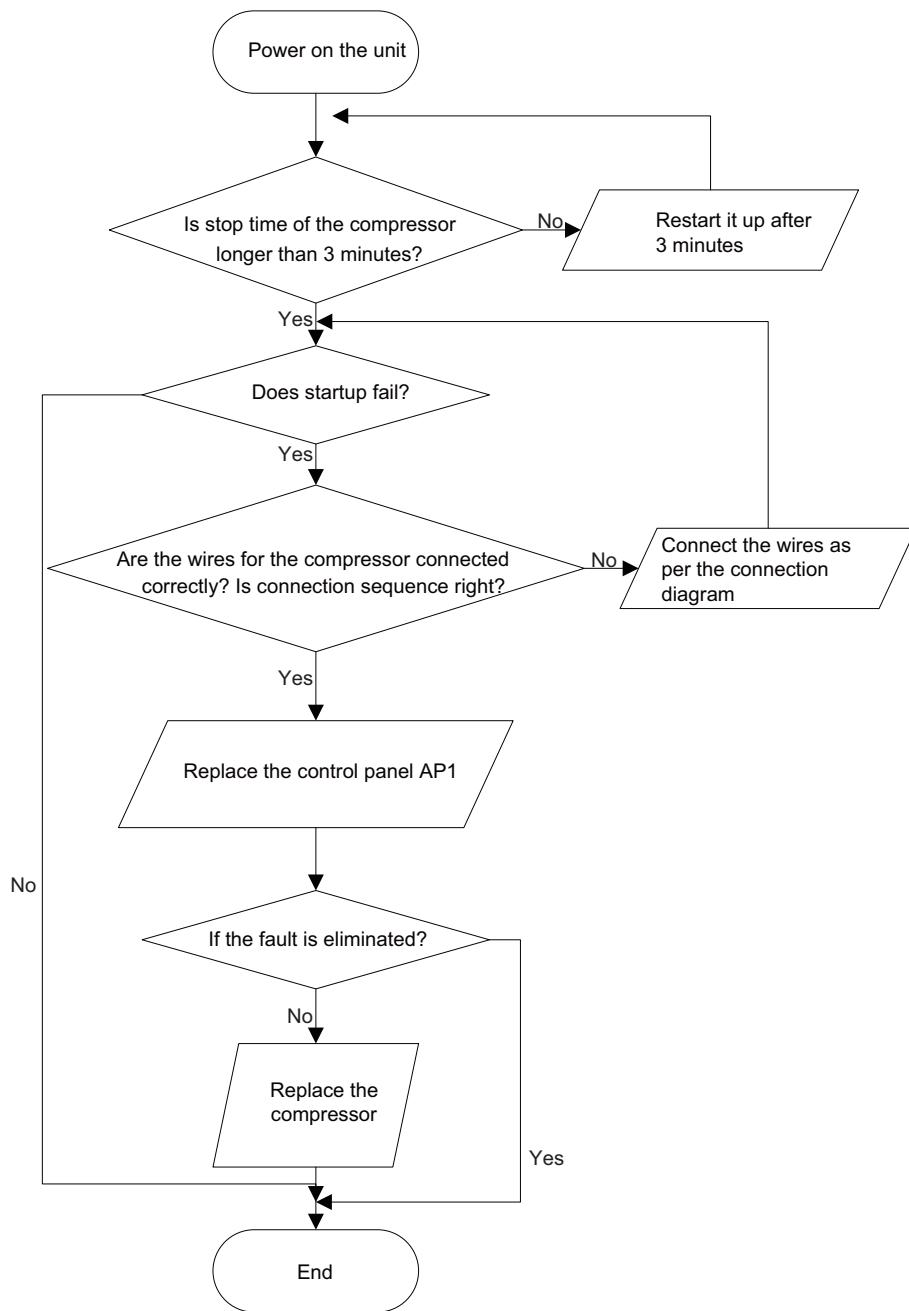 Power on the unit
Is stop time of the compressor
longer than 3 minutes?
No
Restart it up after
3 minutes
Yes
Does startup fail?
Yes
Are the wires for the compressor connected
correctly? Is connection sequence right?
No
Connect the wires as
per the connection
diagram
Yes
Replace the control panel AP1
No
If the fault is eliminated?
No
Replace the
compressor
Yes
End